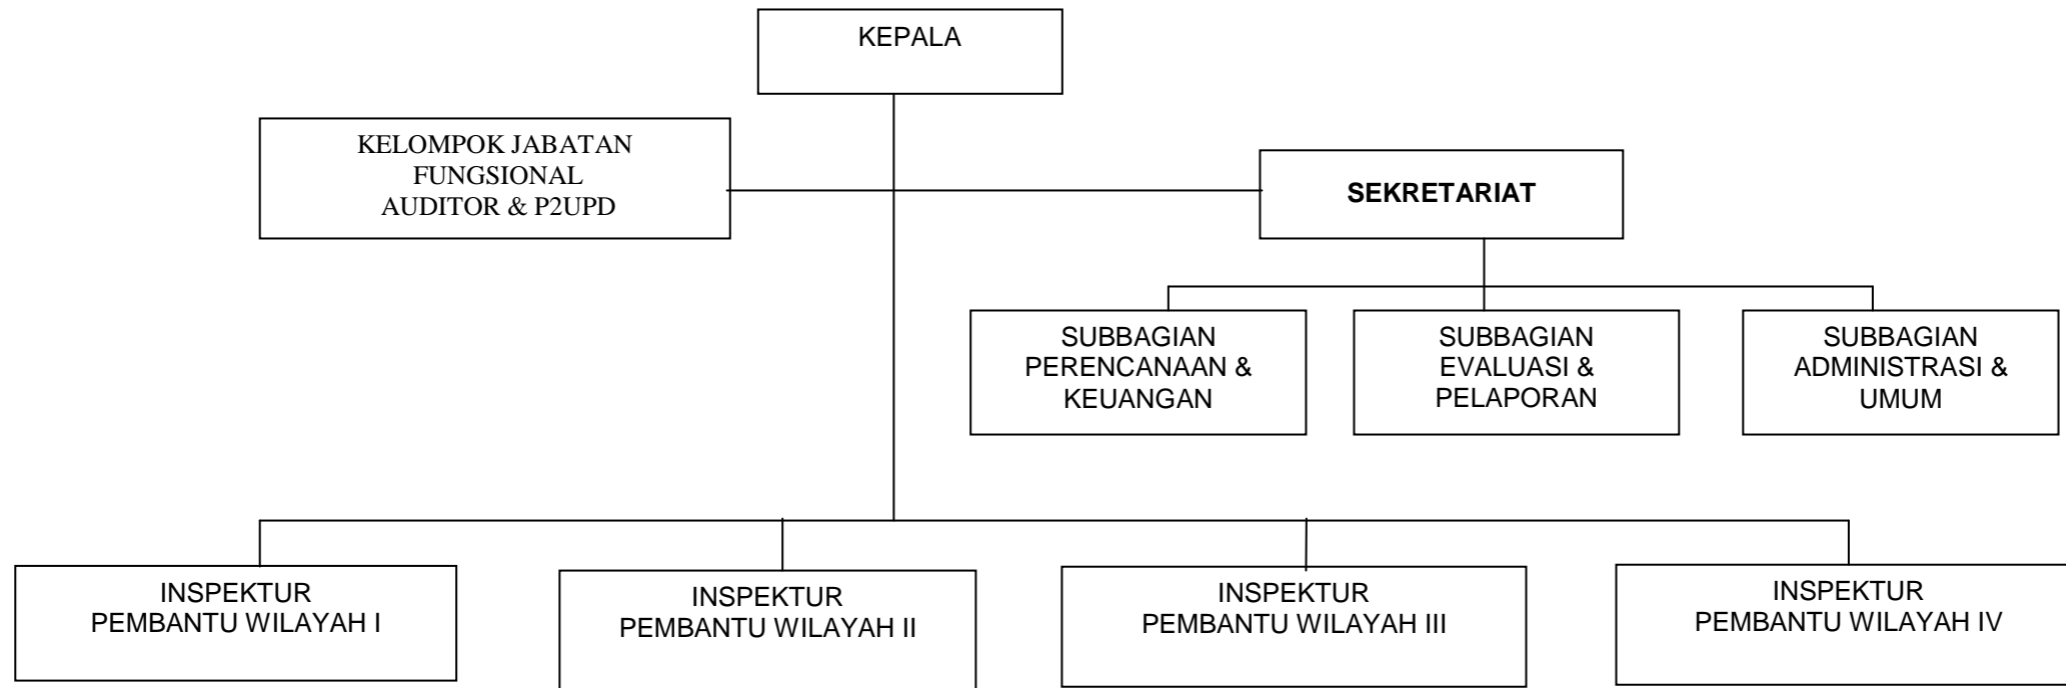 KEPALA
KELOMPOK JABATAN
FUNGSIONAL
AUDITOR & P2UPD
SEKRETARIAT
SUBBAGIAN
PERENCANAAN &
KEUANGAN
SUBBAGIAN
EVALUASI &
PELAPORAN
SUBBAGIAN
ADMINISTRASI &
UMUM
INSPEKTUR
PEMBANTU WILAYAH I
INSPEKTUR
PEMBANTU WILAYAH II
INSPEKTUR
PEMBANTU WILAYAH III
INSPEKTUR
PEMBANTU WILAYAH IV